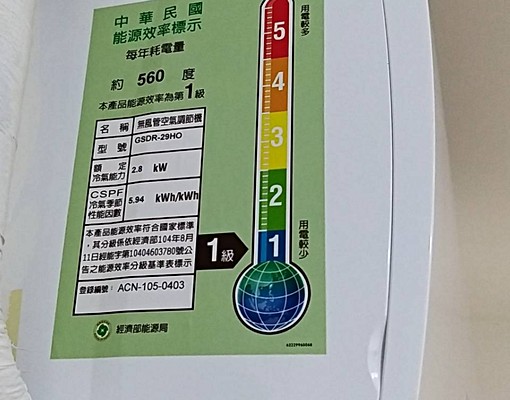 中華民國
能源效率標示
每年耗電量
約 560 度
本產品能源效率為第1級
名稱 無風管空氣調節機
型號 GSDR-29HO
額定冷氣能力 2.8 kW
CSPF冷氣季節性能因數 5.94 kWh/kWh
本產品能源效率符合國家標準
，其分級係依經濟部104年8月
11日經能字第10404603780號公
告之能源效率分級基準表標示
登錄編號： ACN-105-0403
經濟部能源局
用電較多
5
4
3
2
1
用電較少
1級